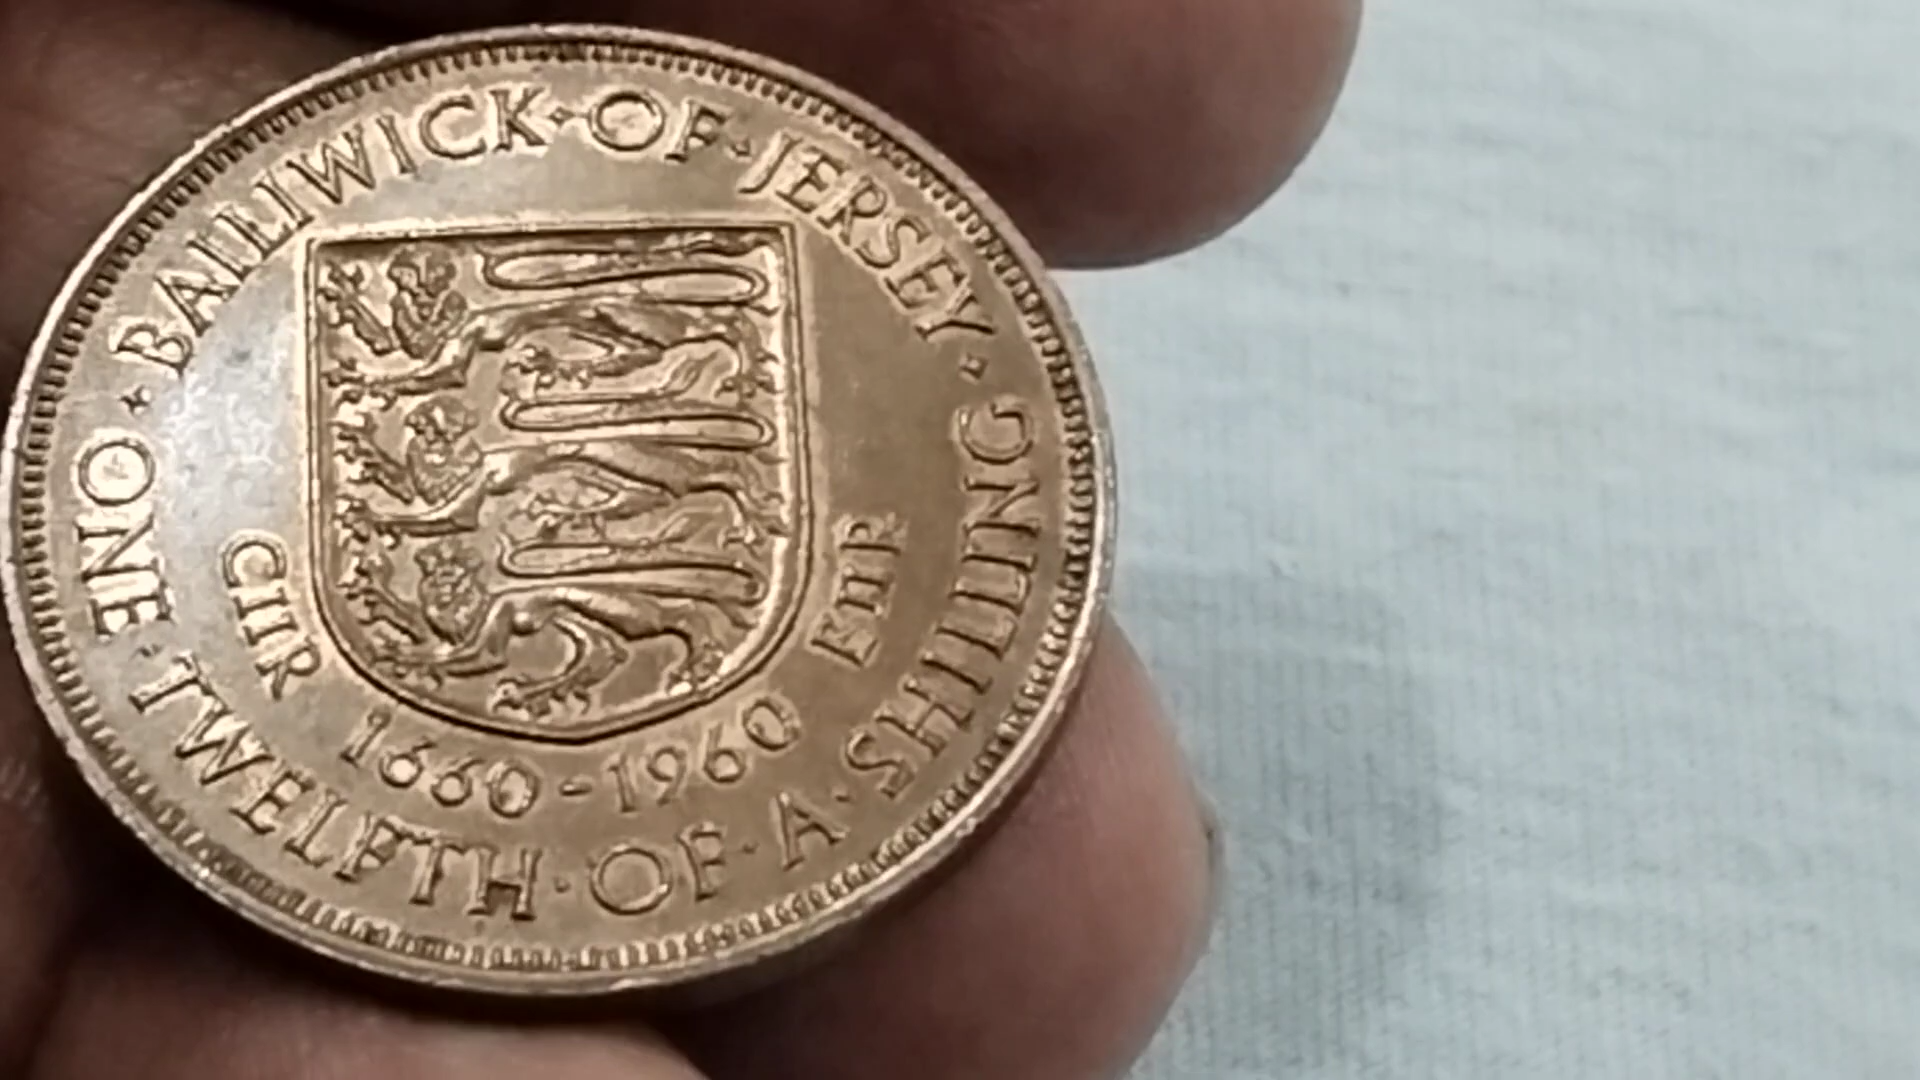 BAILIWICK·OF·JERSEY
ONE·TWELFTH·OF·A·SHILLING
CIIR
1660-1960
EIIR